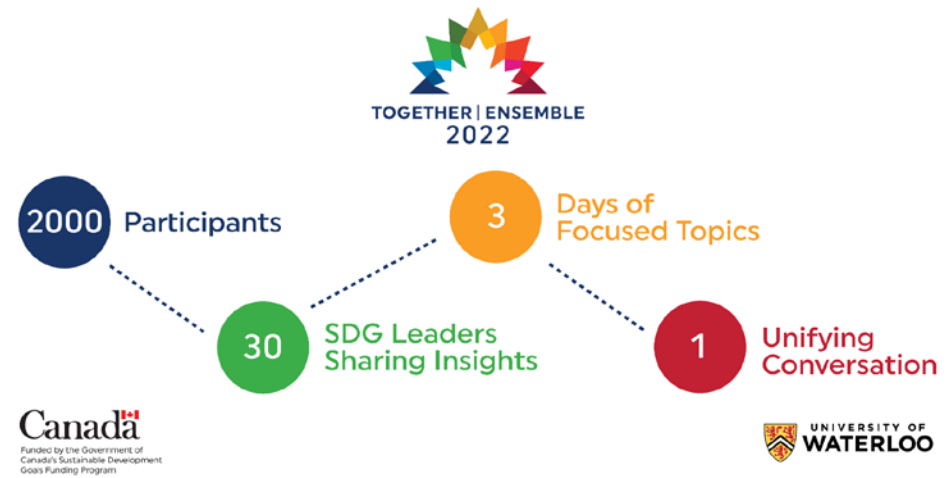 TOGETHER | ENSEMBLE
2022
2000
Participants
30
SDG Leaders
Sharing Insights
3
Days of
Focused Topics
1
Unifying
Conversation
Canada
Funded by the Government of
Canada's Sustainable Development
Goals Funding Program
UNIVERSITY OF
WATERLOO